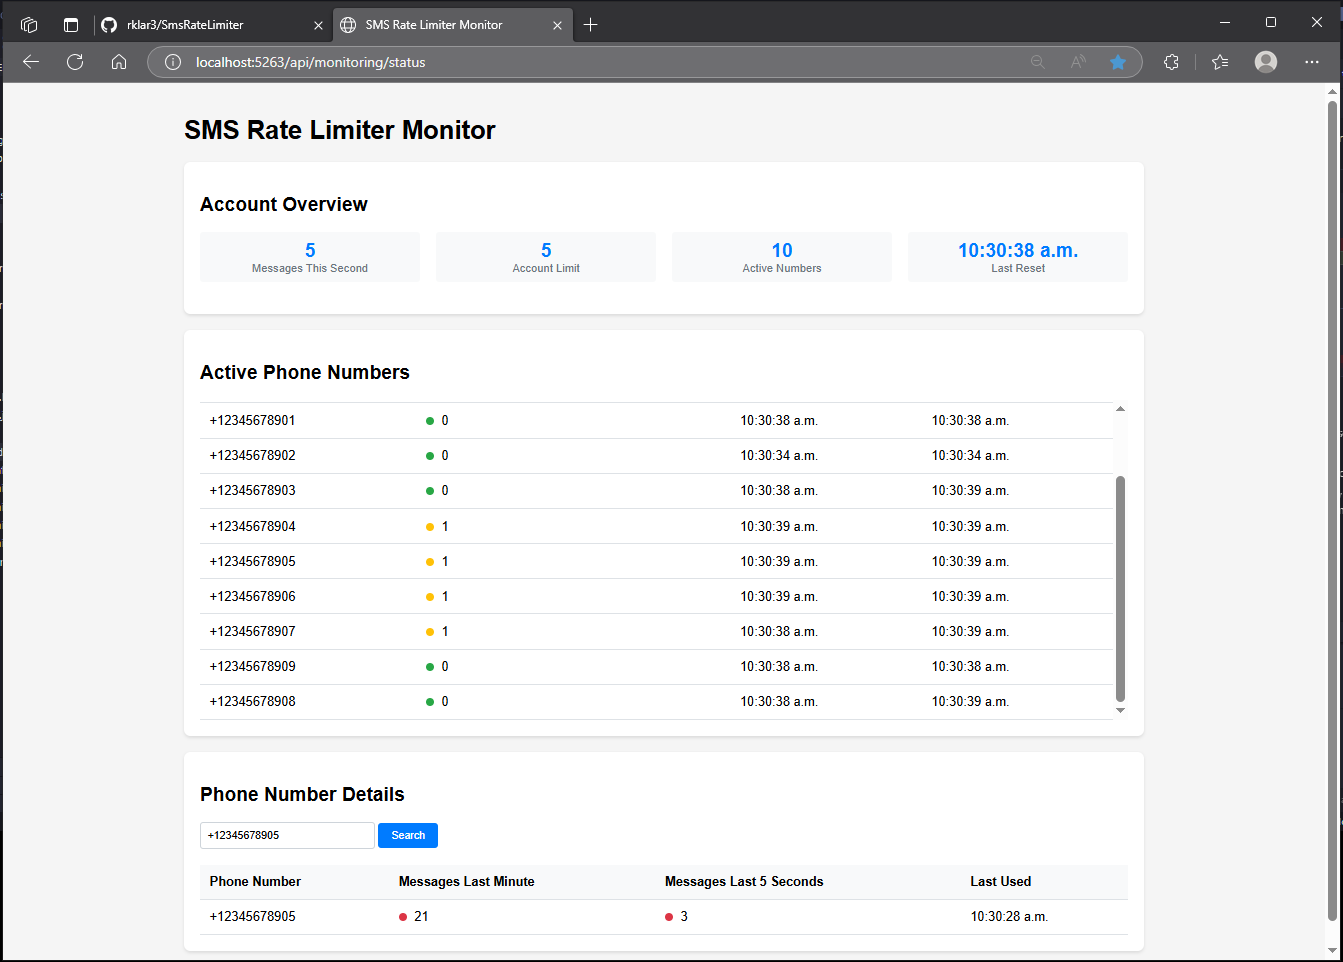 rklar3/SmsRateLimiter
SMS Rate Limiter Monitor
localhost:5263/api/monitoring/status
SMS Rate Limiter Monitor
Account Overview
5
Messages This Second
5
Account Limit
10
Active Numbers
10:30:38 a.m.
Last Reset
Active Phone Numbers
+12345678901 0 10:30:38 a.m. 10:30:38 a.m.
+12345678902 0 10:30:34 a.m. 10:30:34 a.m.
+12345678903 0 10:30:38 a.m. 10:30:39 a.m.
+12345678904 1 10:30:39 a.m. 10:30:39 a.m.
+12345678905 1 10:30:39 a.m. 10:30:39 a.m.
+12345678906 1 10:30:39 a.m. 10:30:39 a.m.
+12345678907 1 10:30:38 a.m. 10:30:39 a.m.
+12345678909 0 10:30:38 a.m. 10:30:38 a.m.
+12345678908 0 10:30:38 a.m. 10:30:39 a.m.
Phone Number Details
+12345678905 Search
Phone Number Messages Last Minute Messages Last 5 Seconds Last Used
+12345678905 21 3 10:30:28 a.m.